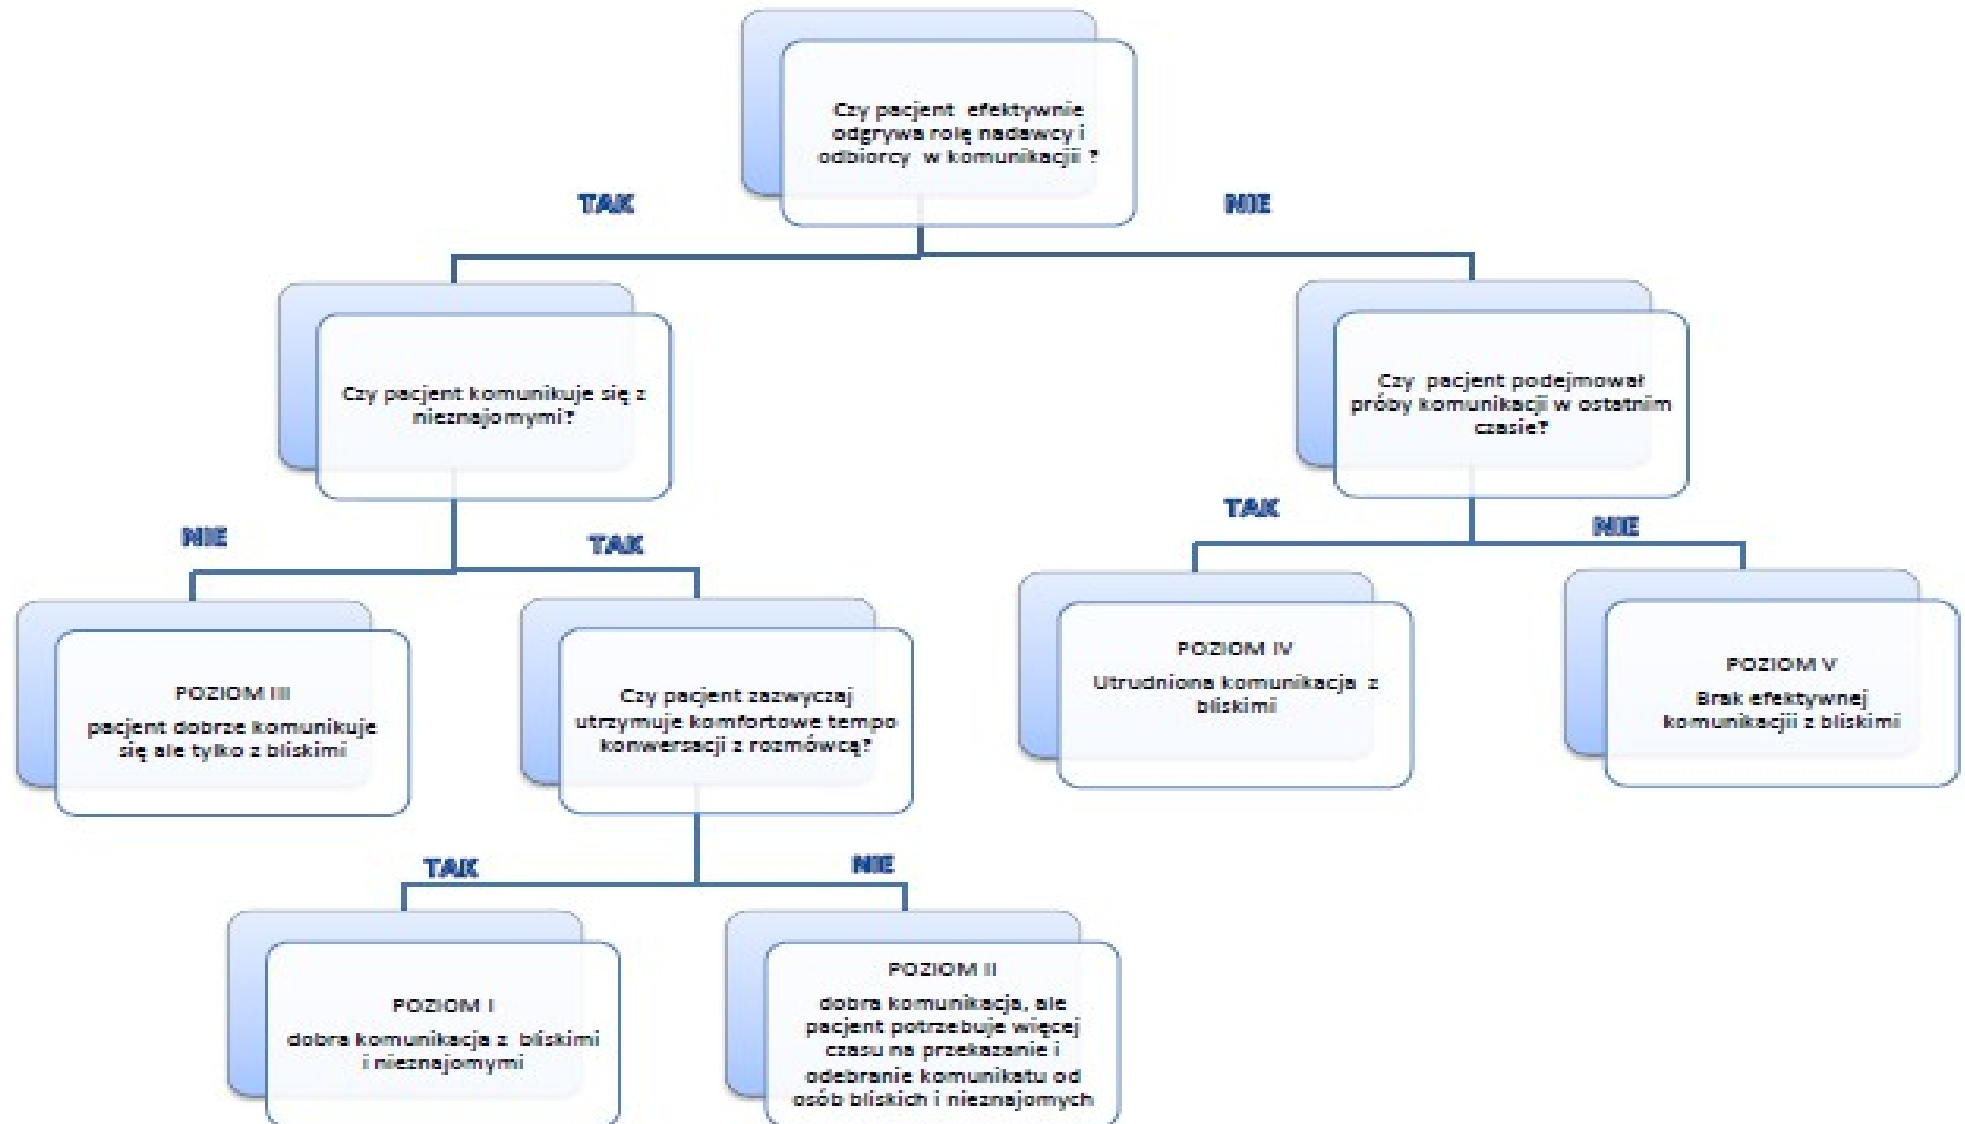 Czy pacjent efektywnie
odgrywa rolę nadawcy i
odbiorcy w komunikacjii ?
TAK
NIE
Czy pacjent komunikuje się z
nieznajomymi?
Czy pacjent podejmował
próby komunikacji w ostatnim
czasie?
NIE
TAK
TAK
NIE
POZIOM III
pacjent dobrze komunikuje
się ale tylko z bliskimi
Czy pacjent zazwyczaj
utrzymuje komfortowe tempo
konwersacji z rozmówcą?
POZIOM IV
Utrudniona komunikacja z
bliskimi
POZIOM V
Brak efektywnej
komunikacjii z bliskimi
TAK
NIE
POZIOM I
dobra komunikacja z bliskimi
i nieznajomymi
POZIOM II
dobra komunikacja, ale
pacjent potrzebuje więcej
czasu na przekazanie i
odebranie komunikatu od
osób bliskich i nieznajomych